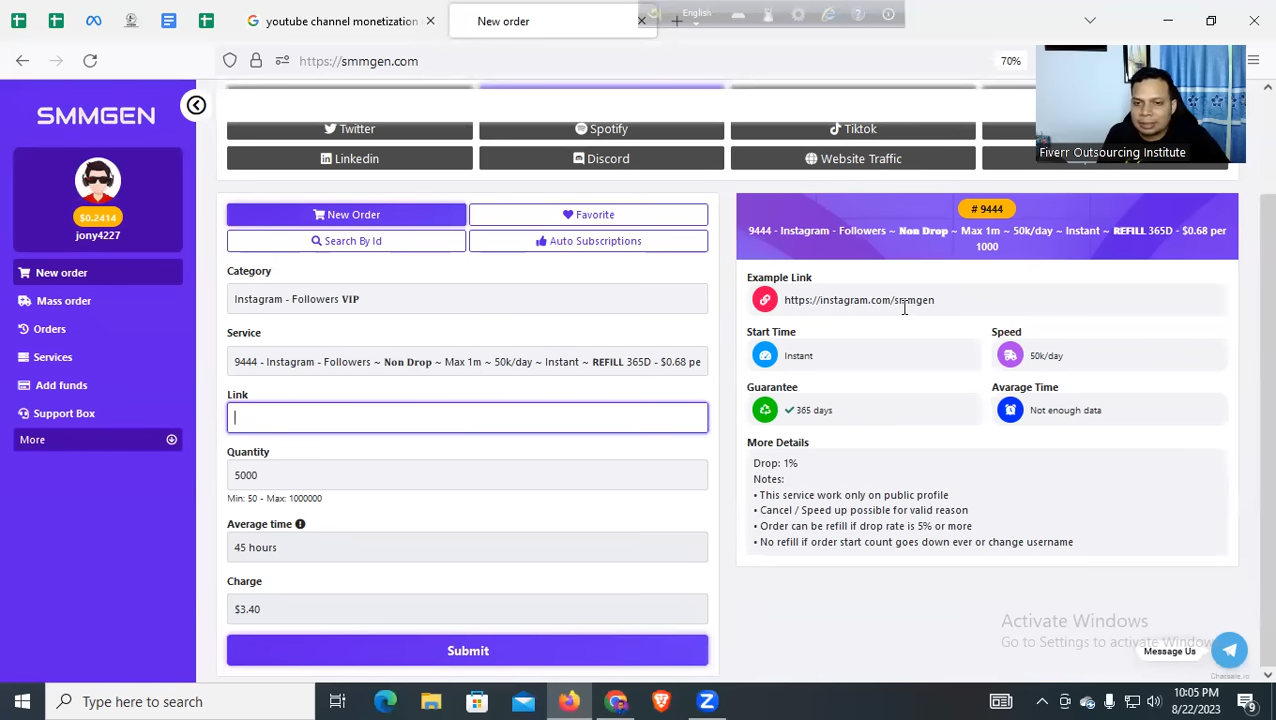 youtube channel monetization
New order
English
https://smmgen.com
70%
Fiverr Outsourcing Institute
SMMGEN
$0.2414
jony4227
New order
Mass order
Orders
Services
Add funds
Support Box
More
Twitter
Spotify
Tiktok
Linkedin
Discord
Website Traffic
New Order
Favorite
Search By Id
Auto Subscriptions
Category
Instagram - Followers VIP
Service
9444 - Instagram - Followers ~ Non Drop ~ Max 1m ~ 50k/day ~ Instant ~ REFILL 365D - $0.68 pe
Link
Quantity
5000
Min: 50 - Max: 1000000
Average time
45 hours
Charge
$3.40
Submit
# 9444
9444 - Instagram - Followers ~ Non Drop ~ Max 1m ~ 50k/day ~ Instant ~ REFILL 365D - $0.68 per
1000
Example Link
https://instagram.com/smmgen
Start Time
Speed
Instant
50k/day
Guarantee
Avarage Time
365 days
Not enough data
More Details
Drop: 1%
Notes:
• This service work only on public profile
• Cancel / Speed up possible for valid reason
• Order can be refill if drop rate is 5% or more
• No refill if order start count goes down ever or change username
Activate Windows
Go to Settings to activate Windows
Message Us
Type here to search
10:05 PM
8/22/2023
9